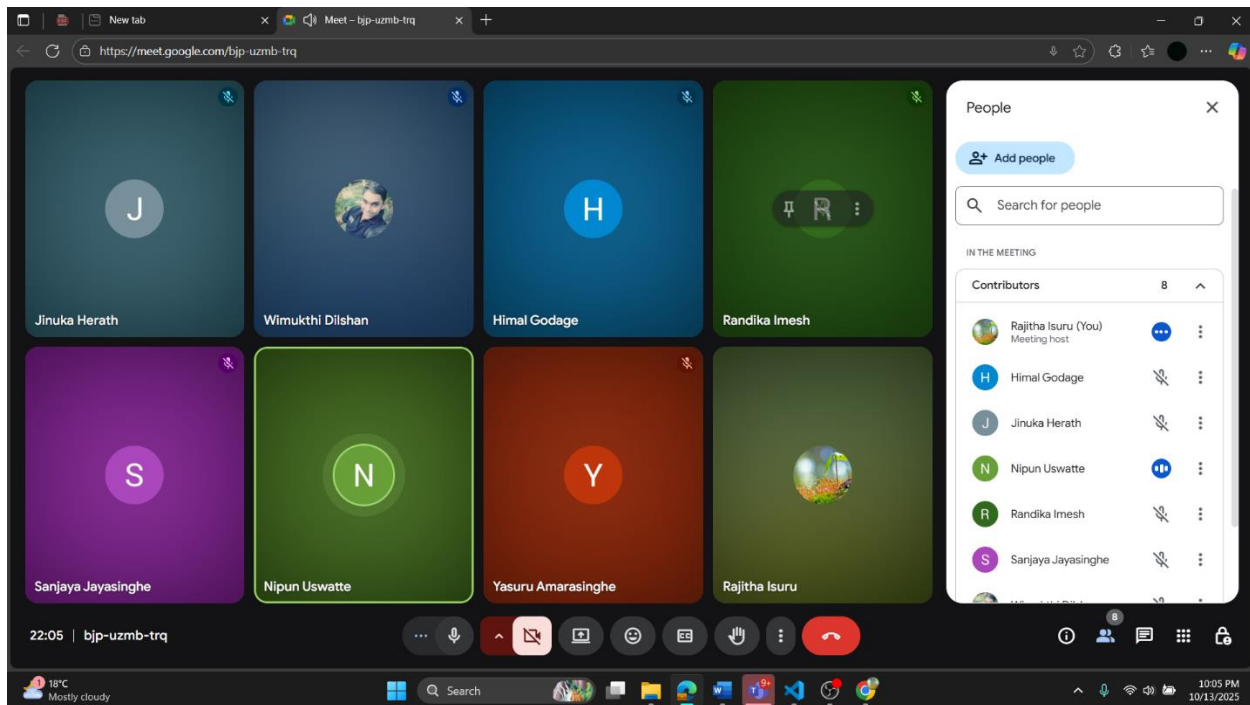 New tab
Meet – bjp-uzmb-trq
https://meet.google.com/bjp-uzmb-trq
J
Jinuka Herath
Wimukthi Dilshan
H
Himal Godage
R
Randika Imesh
S
Sanjaya Jayasinghe
N
Nipun Uswatte
Y
Yasuru Amarasinghe
Rajitha Isuru
People
Add people
Search for people
IN THE MEETING
Contributors 8
Rajitha Isuru (You)
Meeting host
H Himal Godage
J Jinuka Herath
N Nipun Uswatte
R Randika Imesh
S Sanjaya Jayasinghe
22:05 | bjp-uzmb-trq
CC
8
1
18°C
Mostly cloudy
Search
9+
10:05 PM
10/13/2025